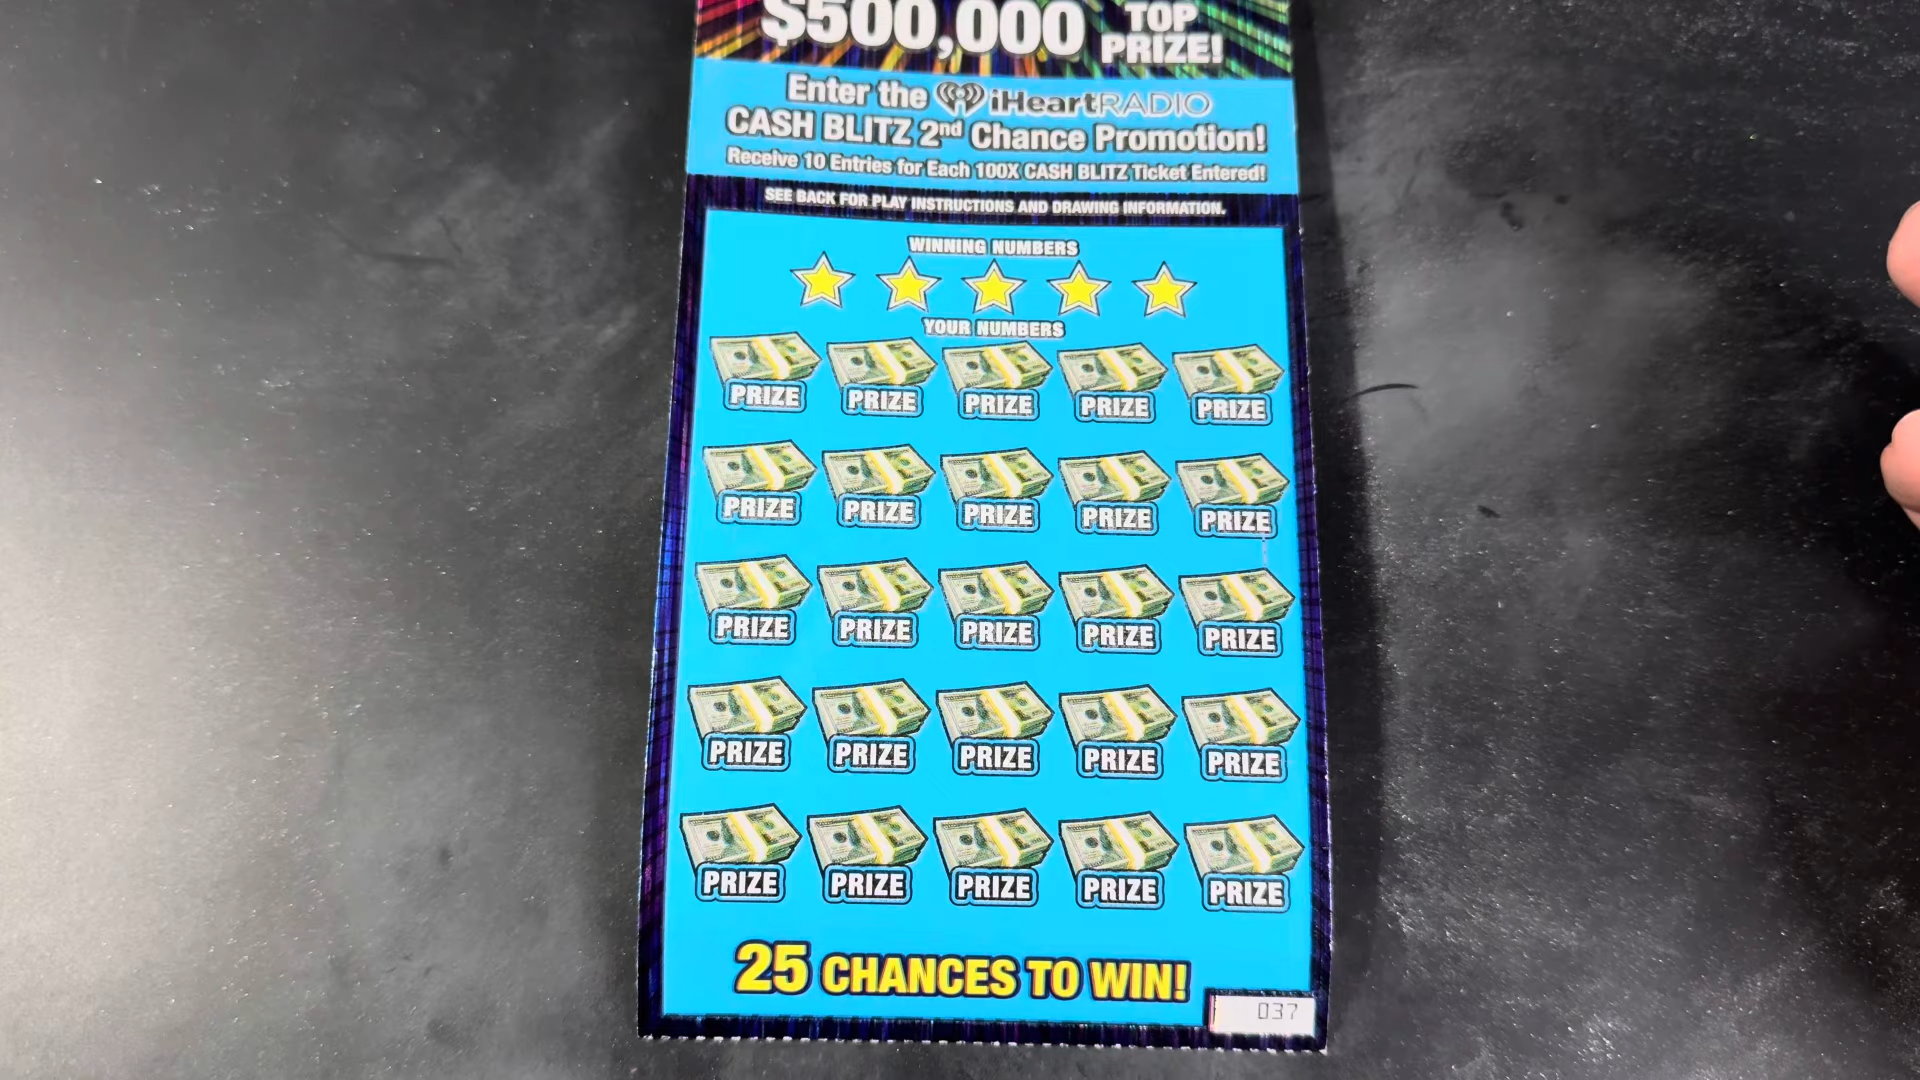 $500,000 TOP PRIZE!
Enter the iHeartRADIO
CASH BLITZ 2nd Chance Promotion!
Receive 10 Entries for Each 100X CASH BLITZ Ticket Entered!
SEE BACK FOR PLAY INSTRUCTIONS AND DRAWING INFORMATION.
WINNING NUMBERS
YOUR NUMBERS
PRIZE PRIZE PRIZE PRIZE PRIZE
PRIZE PRIZE PRIZE PRIZE PRIZE
PRIZE PRIZE PRIZE PRIZE PRIZE
PRIZE PRIZE PRIZE PRIZE PRIZE
PRIZE PRIZE PRIZE PRIZE PRIZE
25 CHANCES TO WIN!
037